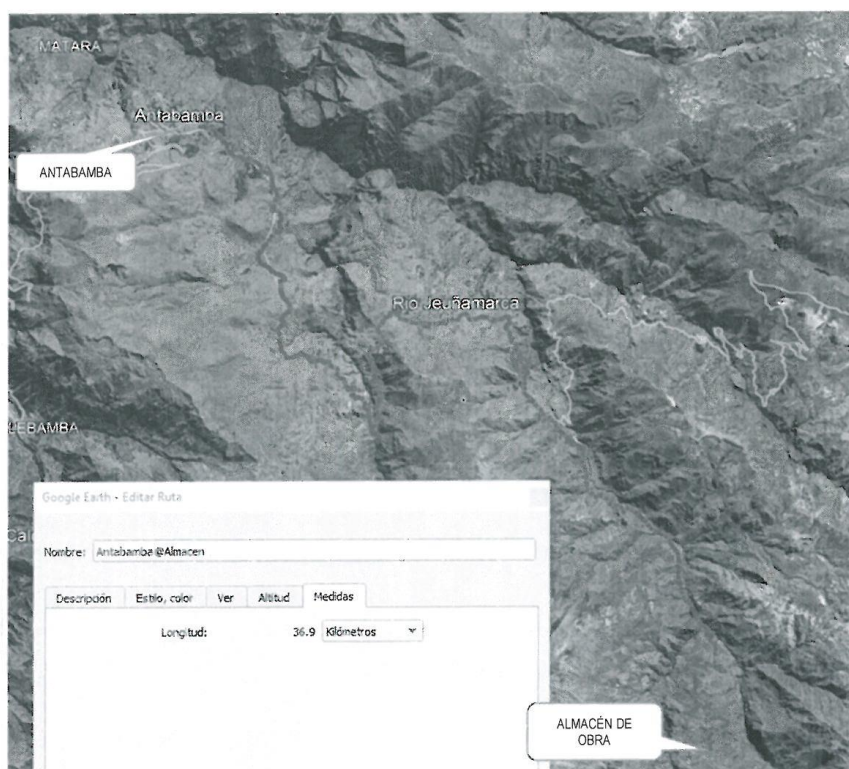 MATARA
Antabamba
ANTABAMBA
Rio Jeuñamarca
LEBAMBA
Google Earth - Editar Ruta
Nombre: Antabamba@Almacen
Descripción Estilo, color Ver Altitud Medidas
Longitud: 36.9 Kilómetros
ALMACÉN DE
OBRA